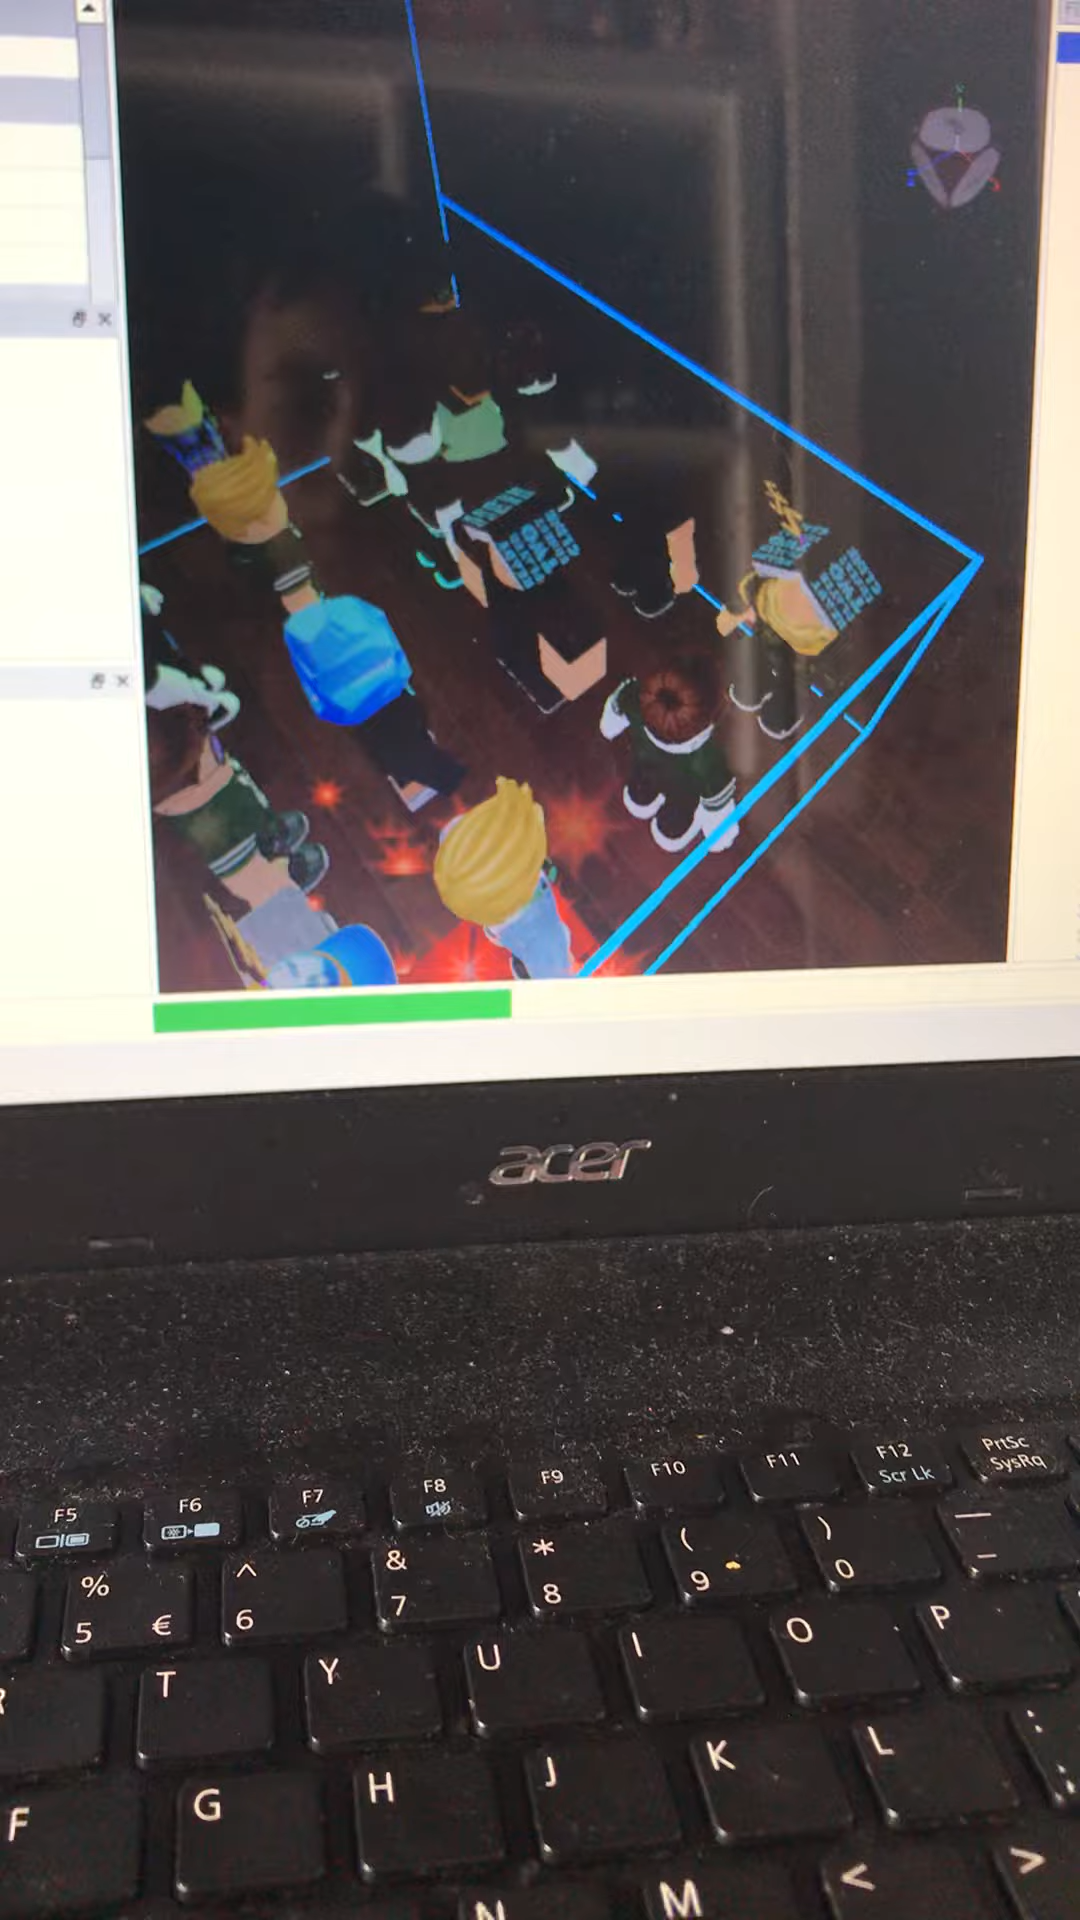 acer
F5
F6
F7
F8
F9
F10
F11
F12
Scr Lk
PrtSc
SysRq
%
5 €
^
6
&
7
*
8
(
9
)
0
—
–
R
T
Y
U
I
O
P
F
G
H
J
K
L
:
;
N
M
<
>